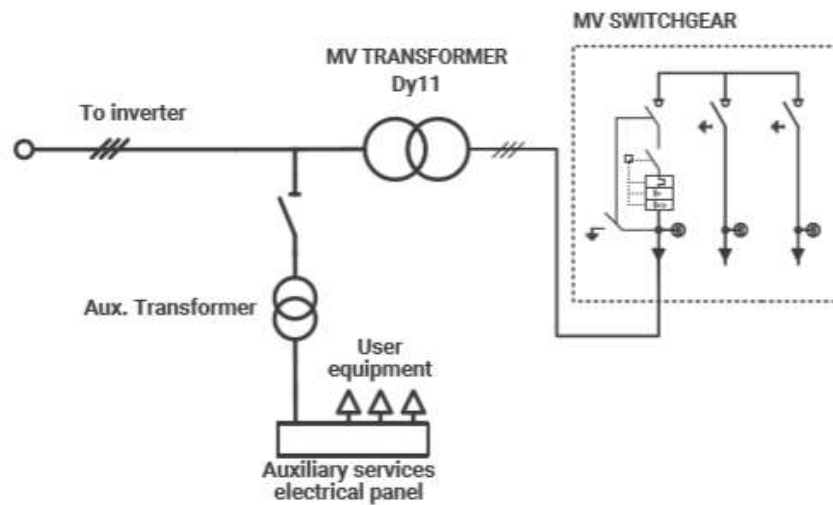 MV SWITCHGEAR
MV TRANSFORMER
Dy11
To inverter
Aux. Transformer
User
equipment
Auxiliary services
electrical panel